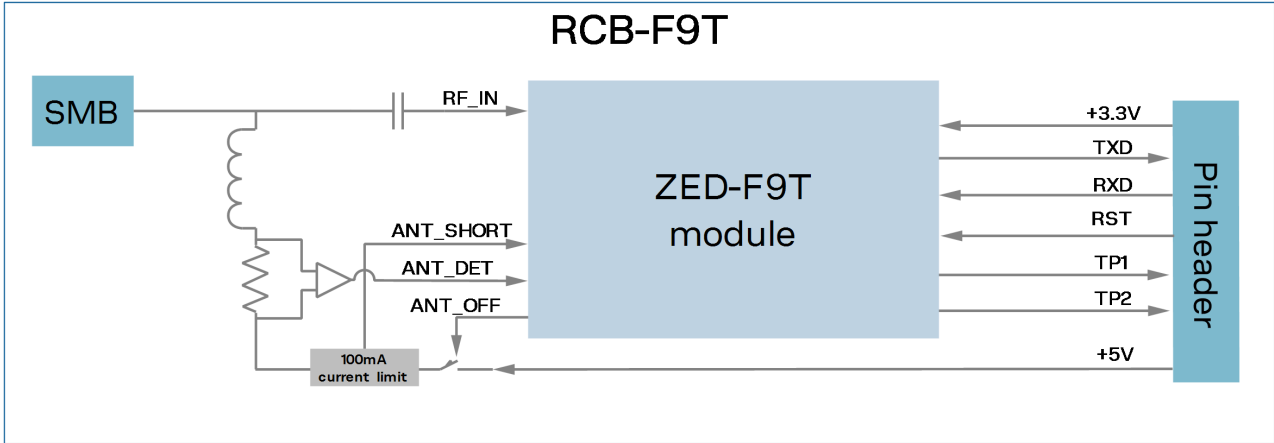 RCB-F9T
SMB
RF_IN
ZED-F9T
module
ANT_SHORT
ANT_DET
ANT_OFF
100mA
current limit
+3.3V
TXD
RXD
RST
TP1
TP2
+5V
Pin header